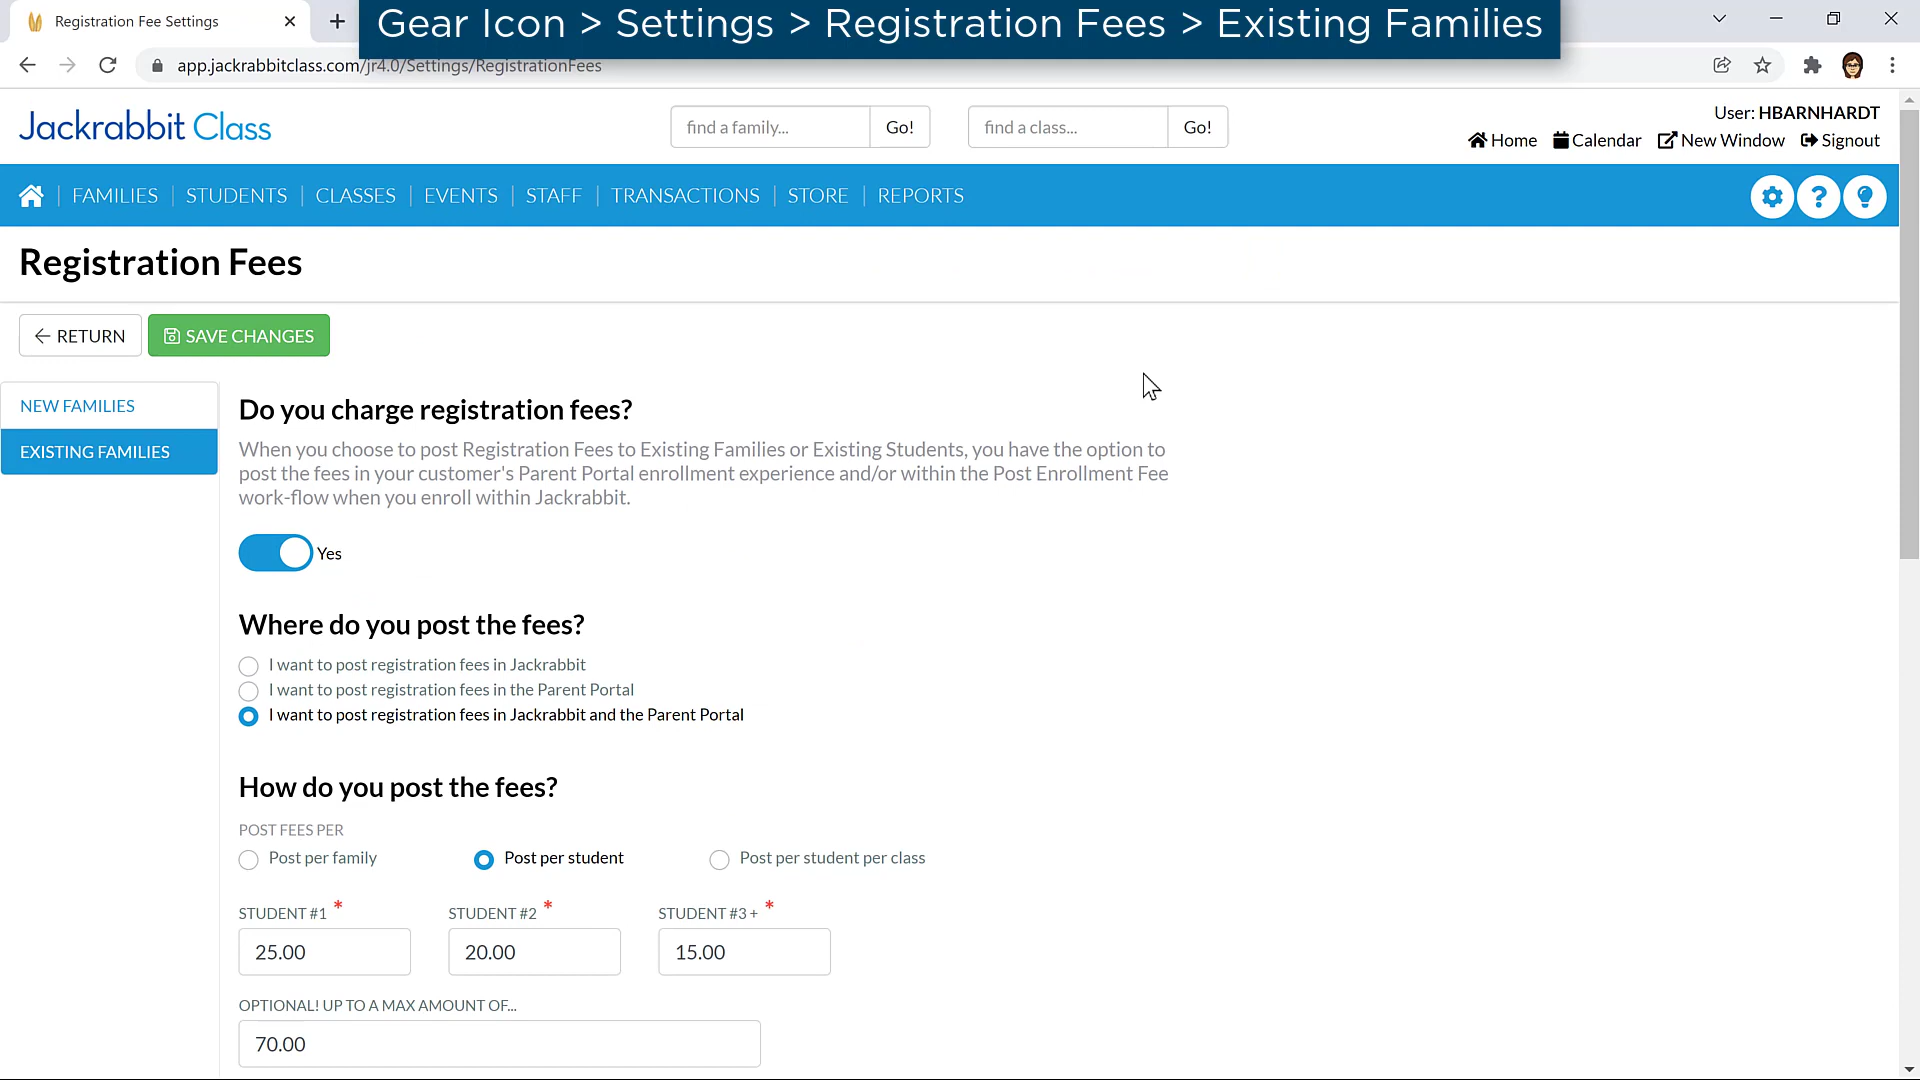 Registration Fee Settings
Gear Icon > Settings > Registration Fees > Existing Families
app.jackrabbitclass.com/jr4.0/Settings/RegistrationFees
Jackrabbit Class
find a family...
Go!
find a class...
Go!
User: HBARNHARDT
Home
Calendar
New Window
Signout
FAMILIES | STUDENTS | CLASSES | EVENTS | STAFF | TRANSACTIONS | STORE | REPORTS
Registration Fees
RETURN
SAVE CHANGES
NEW FAMILIES
EXISTING FAMILIES
Do you charge registration fees?
When you choose to post Registration Fees to Existing Families or Existing Students, you have the option to
post the fees in your customer's Parent Portal enrollment experience and/or within the Post Enrollment Fee
work-flow when you enroll within Jackrabbit.
Yes
Where do you post the fees?
I want to post registration fees in Jackrabbit
I want to post registration fees in the Parent Portal
I want to post registration fees in Jackrabbit and the Parent Portal
How do you post the fees?
POST FEES PER
Post per family
Post per student
Post per student per class
STUDENT #1 *
STUDENT #2 *
STUDENT #3 + *
25.00
20.00
15.00
OPTIONAL! UP TO A MAX AMOUNT OF...
70.00